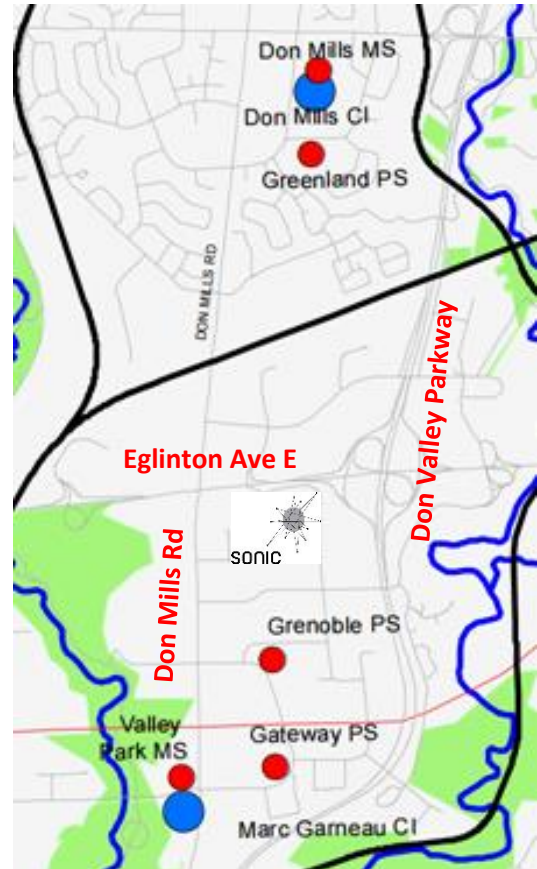 Don Mills MS
Don Mills CI
Greenland PS
DON MILLS RD
Don Valley Parkway
Eglinton Ave E
SONIC
Don Mills Rd
Grenoble PS
Valley
Park MS
Gateway PS
Marc Garneau CI